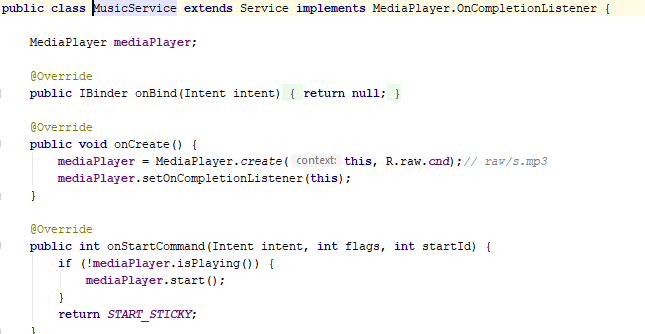 public class MusicService extends Service implements MediaPlayer.OnCompletionListener {
MediaPlayer mediaPlayer;
@Override
public IBinder onBind(Intent intent) { return null; }
@Override
public void onCreate() {
mediaPlayer = MediaPlayer.create( context: this, R.raw.cnd);// raw/s.mp3
mediaPlayer.setOnCompletionListener(this);
}
@Override
public int onStartCommand(Intent intent, int flags, int startId) {
if (!mediaPlayer.isPlaying()) {
mediaPlayer.start();
}
return START_STICKY;
}